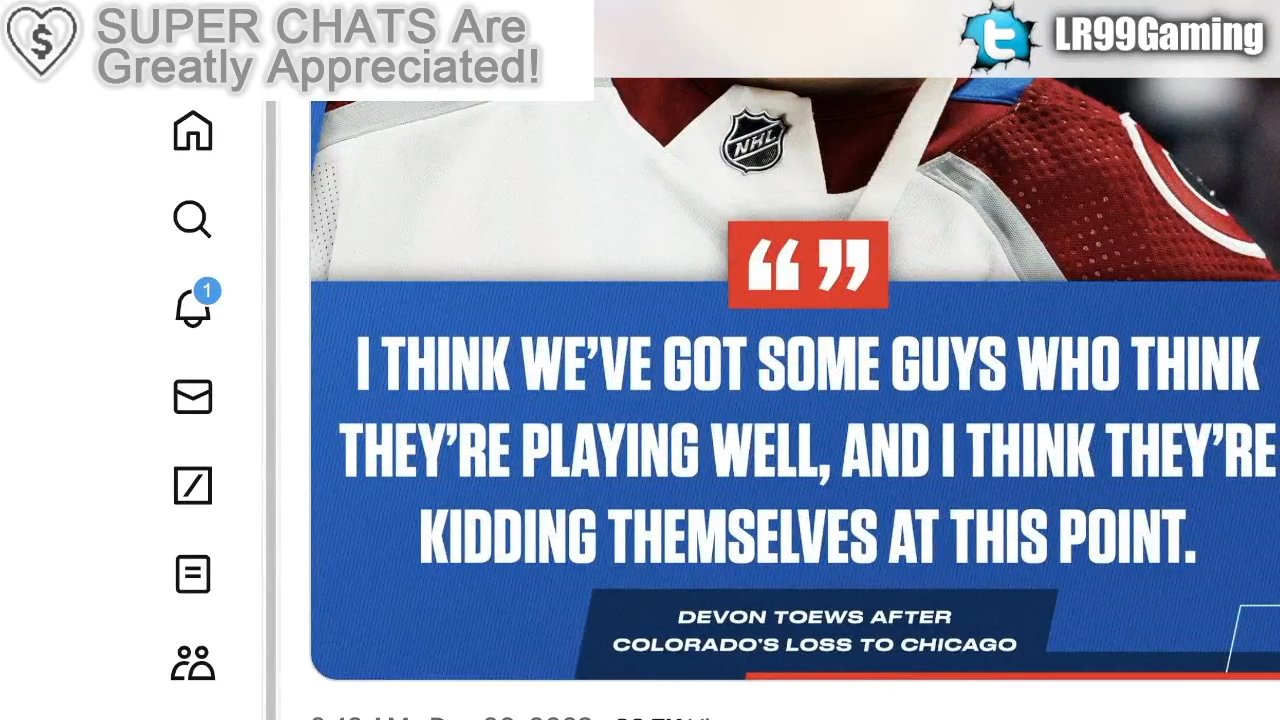 SUPER CHATS Are
Greatly Appreciated!
LR99Gaming
NHL
1
“ ”
I THINK WE’VE GOT SOME GUYS WHO THINK
THEY’RE PLAYING WELL, AND I THINK THEY’RE
KIDDING THEMSELVES AT THIS POINT.
DEVON TOEWS AFTER
COLORADO’S LOSS TO CHICAGO